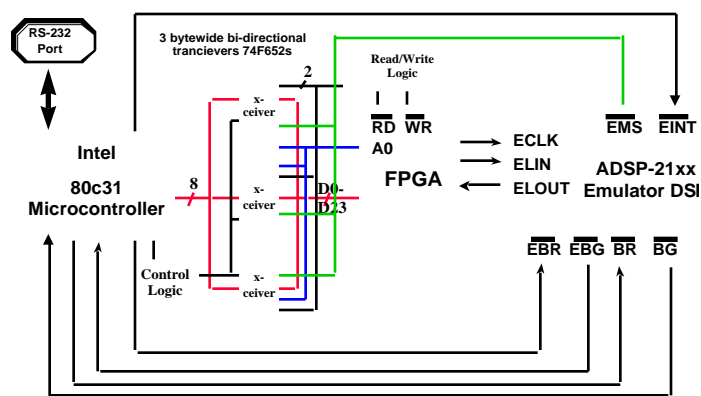 RS-232
Port
3 bytewide bi-directional
trancievers 74F652s
2
Read/Write
Logic
x-
ceiver
RD WR
EMS EINT
A0
Intel
ECLK
ELIN
ELOUT
FPGA
ADSP-21xx
Emulator DSI
80c31
Microcontroller
8
x-
ceiver
D0-
D23
EBR EBG BR BG
Control
Logic
x-
ceiver